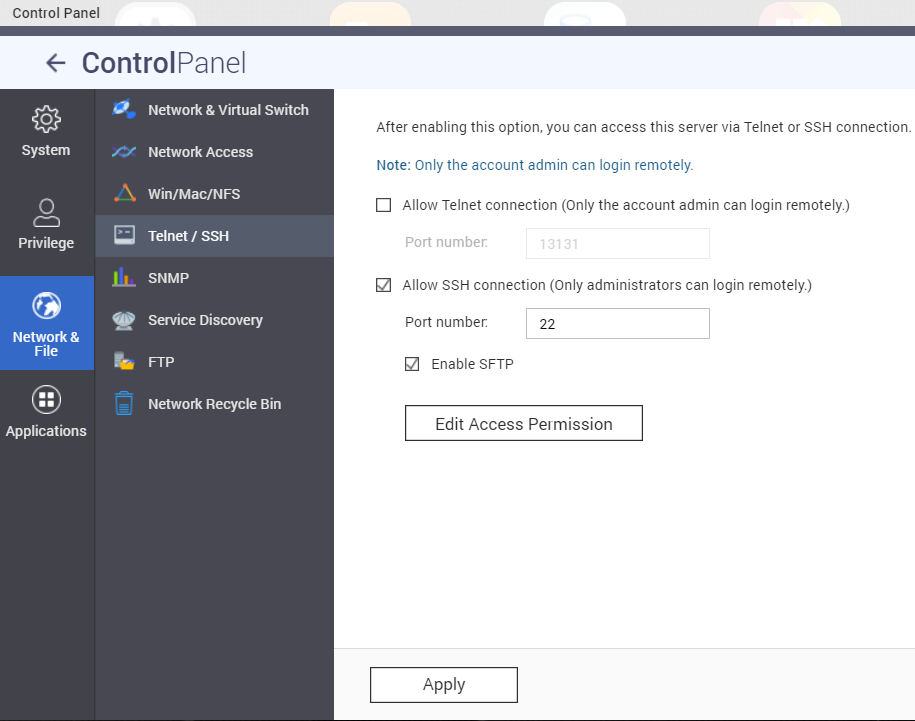 Control Panel
ControlPanel
System
Privilege
Network &
File
Applications
Network & Virtual Switch
Network Access
Win/Mac/NFS
Telnet / SSH
SNMP
Service Discovery
FTP
Network Recycle Bin
After enabling this option, you can access this server via Telnet or SSH connection.
Note: Only the account admin can login remotely.
Allow Telnet connection (Only the account admin can login remotely.)
Port number: 13131
Allow SSH connection (Only administrators can login remotely.)
Port number: 22
Enable SFTP
Edit Access Permission
Apply